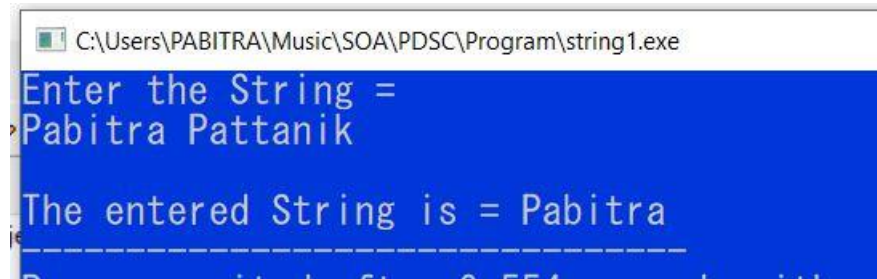 C:\Users\PABITRA\Music\SOA\PDSC\Program\string1.exe
Enter the String =
Pabitra Pattanik
The entered String is = Pabitra
--------------------------------